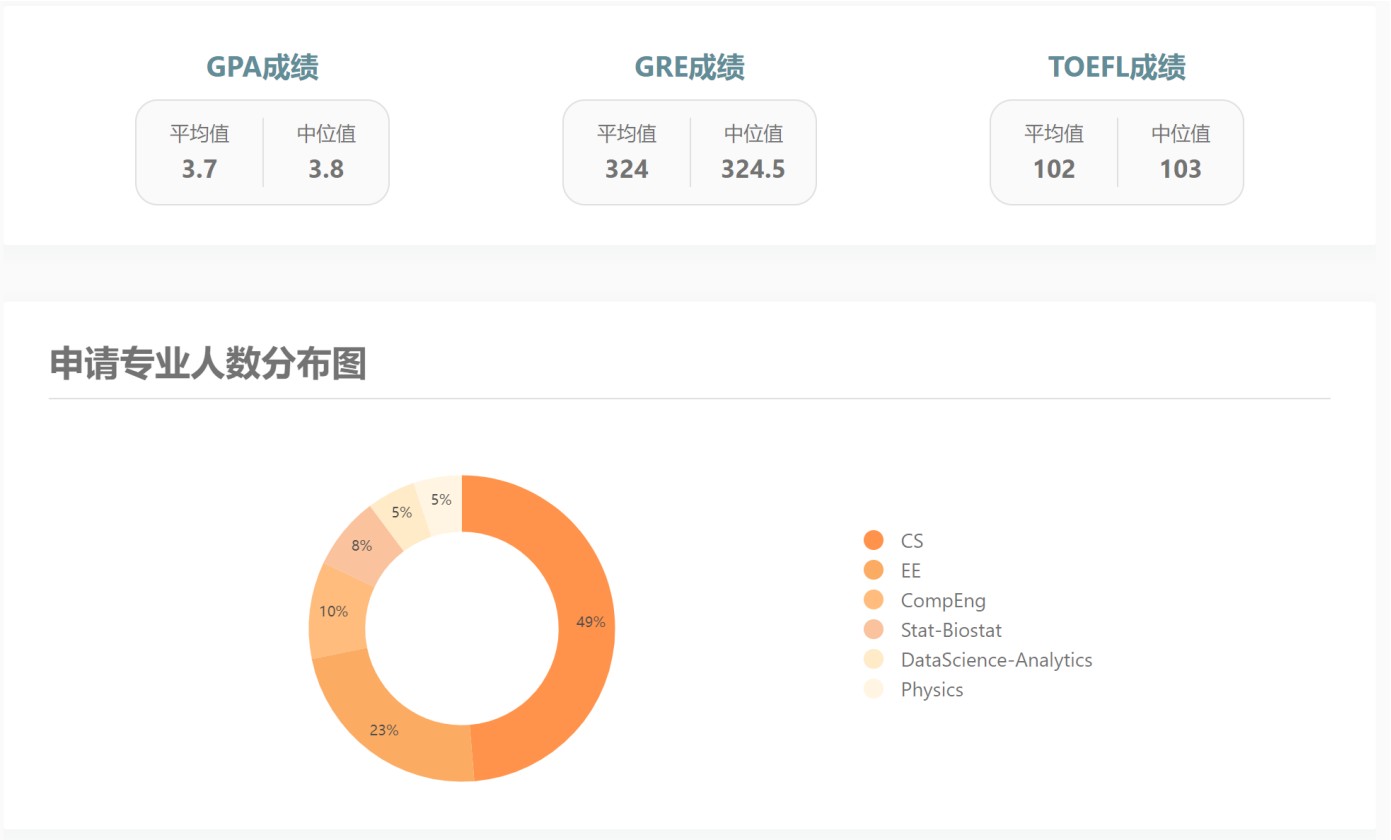 GPA成绩 GRE成绩 TOEFL成绩
平均值 中位值 平均值 中位值 平均值 中位值
3.7 3.8 324 324.5 102 103
申请专业人数分布图
5%
5%
8%
10%
49%
23%
CS
EE
CompEng
Stat-Biostat
DataScience-Analytics
Physics